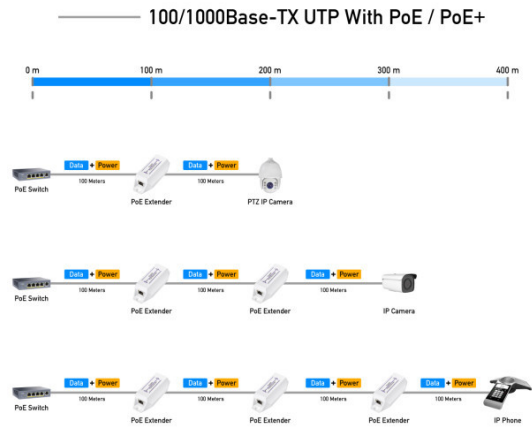 100/1000Base-TX UTP With PoE / PoE+
0 m 100 m 200 m 300 m 400 m
Data + Power Data + Power
100 Meters 100 Meters
PoE Switch PoE Extender PTZ IP Camera
Data + Power Data + Power Data + Power
100 Meters 100 Meters 100 Meters
PoE Switch PoE Extender PoE Extender IP Camera
Data + Power Data + Power Data + Power Data + Power
100 Meters 100 Meters 100 Meters 100 Meters
PoE Switch PoE Extender PoE Extender PoE Extender IP Phone